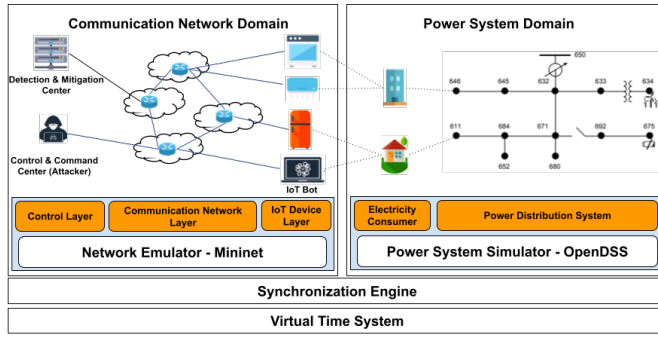 Communication Network Domain
Power System Domain
Detection & Mitigation
Center
Control & Command
Center (Attacker)
IoT Bot
650
646
645
632
633
634
611
684
671
692
675
652
680
Control Layer
Communication Network
Layer
IoT Device
Layer
Electricity
Consumer
Power Distribution System
Network Emulator - Mininet
Power System Simulator - OpenDSS
Synchronization Engine
Virtual Time System